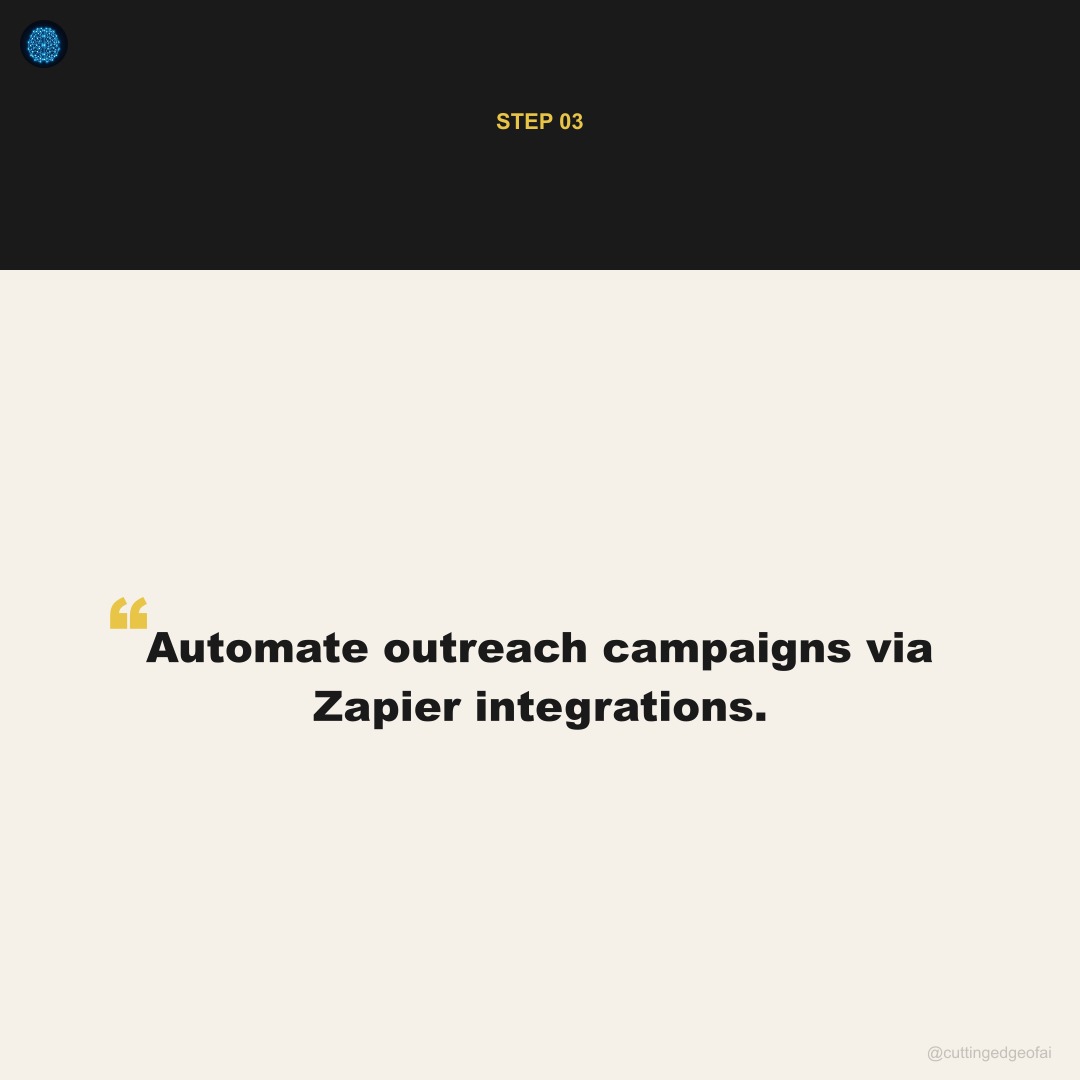 STEP 03
“Automate outreach campaigns via
Zapier integrations.
@cuttingedgeofai